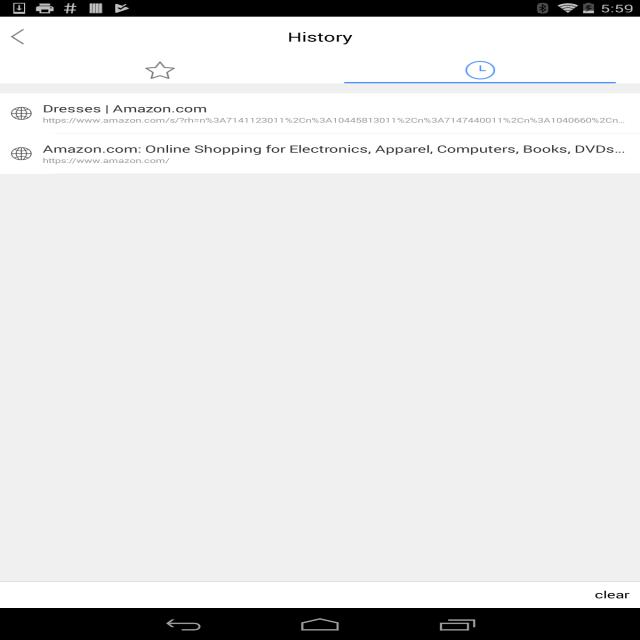 5:59
History
Dresses | Amazon.com
https://www.amazon.com/s/?rh=n%3A7141123011%2Cn%3A10445813011%2Cn%3A7147440011%2Cn%3A1040660%2Cn...
Amazon.com: Online Shopping for Electronics, Apparel, Computers, Books, DVDs...
https://www.amazon.com/
clear